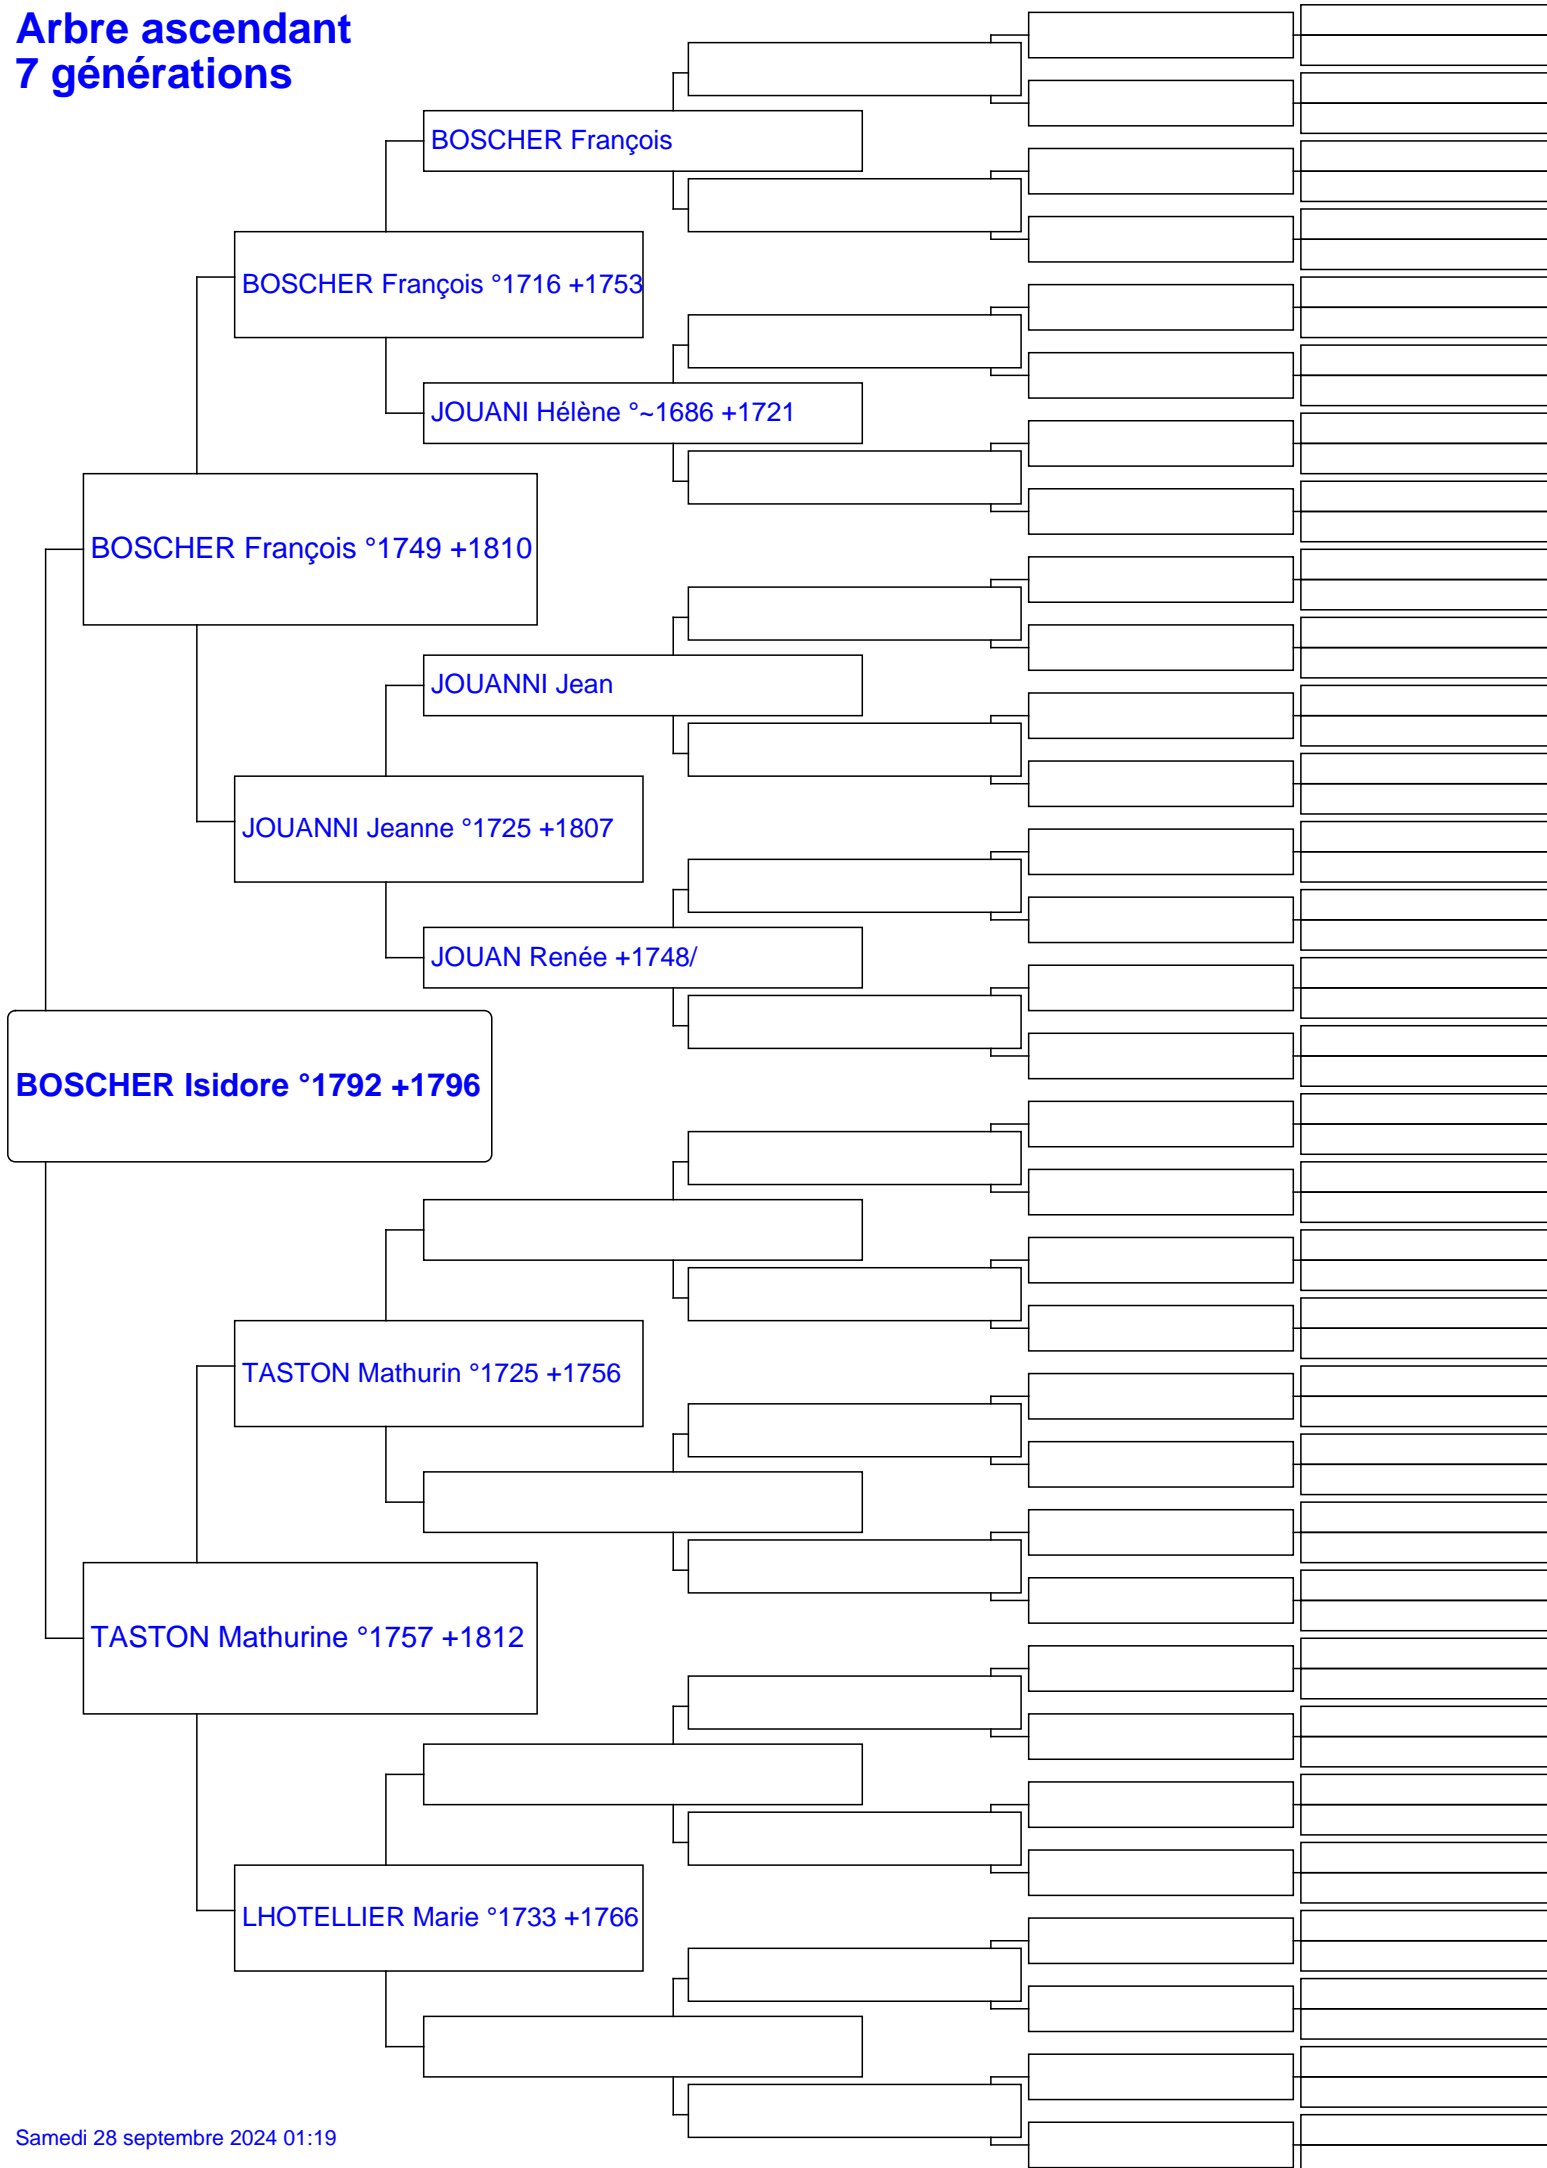 Arbre ascendant
7 générations
BOSCHER François
BOSCHER François °1716 +1753
JOUANI Hélène °~1686 +1721
BOSCHER François °1749 +1810
JOUANNI Jean
JOUANNI Jeanne °1725 +1807
JOUAN Renée +1748/
BOSCHER Isidore °1792 +1796
TASTON Mathurin °1725 +1756
TASTON Mathurine °1757 +1812
LHOTELLIER Marie °1733 +1766
Samedi 28 septembre 2024 01:19